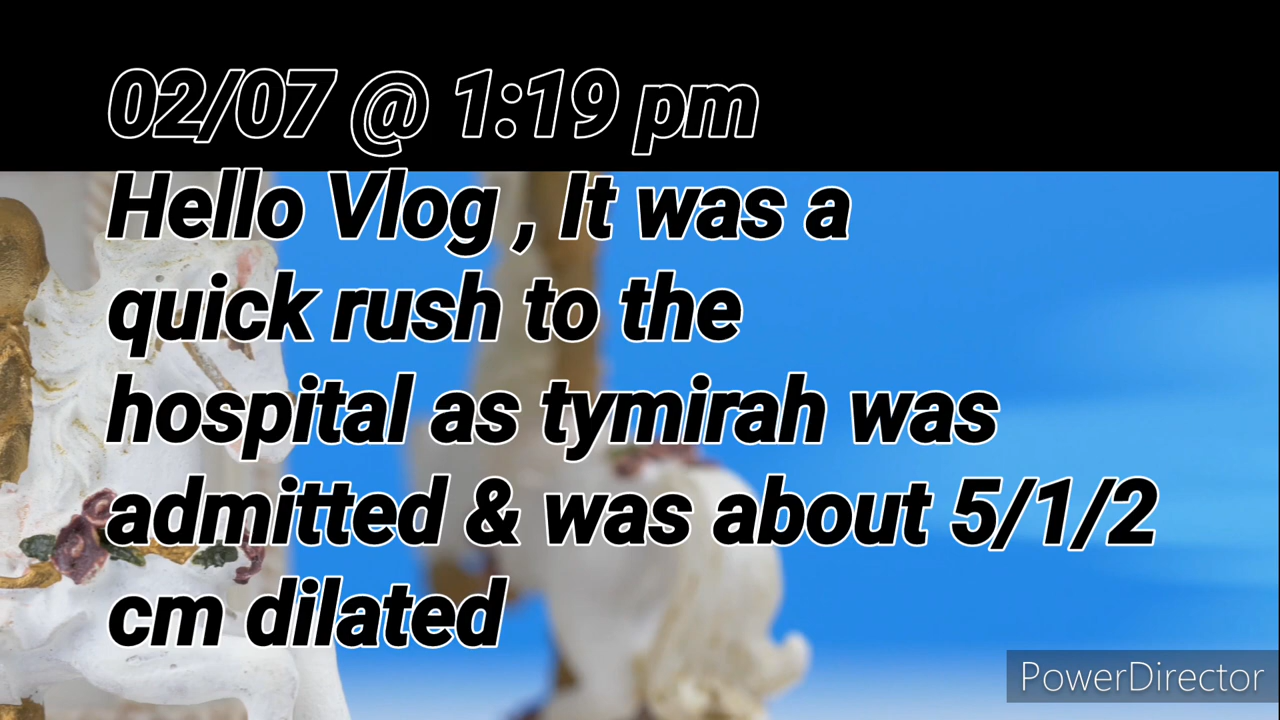 02/07 @ 1:19 pm
Hello Vlog , It was a
quick rush to the
hospital as tymirah was
admitted & was about 5/1/2
cm dilated
PowerDirector